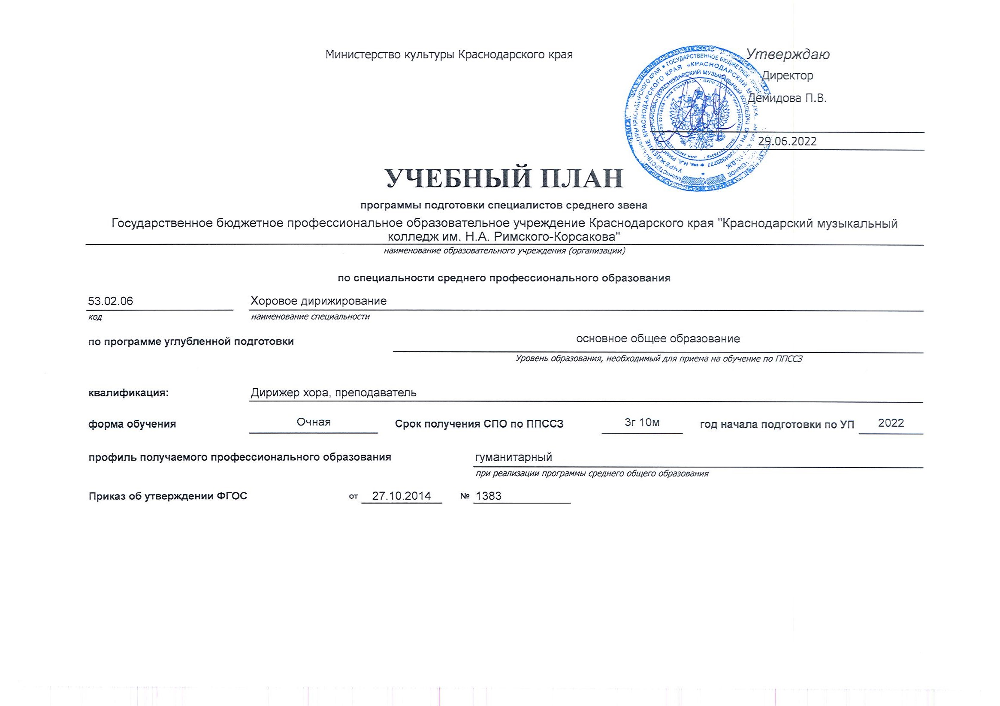 Министерство культуры Краснодарского края
Утверждаю
Директор
Демидова П.В.
29.06.2022
УЧЕБНЫЙ ПЛАН
программы подготовки специалистов среднего звена
Государственное бюджетное профессиональное образовательное учреждение Краснодарского края "Краснодарский музыкальный
колледж им. Н.А. Римского-Корсакова"
наименование образовательного учреждения (организации)
по специальности среднего профессионального образования
53.02.06 Хоровое дирижирование
код наименование специальности
по программе углубленной подготовки основное общее образование
Уровень образования, необходимый для приема на обучение по ППССЗ
квалификация: Дирижер хора, преподаватель
форма обучения Очная Срок получения СПО по ППССЗ 3г 10м год начала подготовки по УП 2022
профиль получаемого профессионального образования гуманитарный
при реализации программы среднего общего образования
Приказ об утверждении ФГОС от 27.10.2014 № 1383